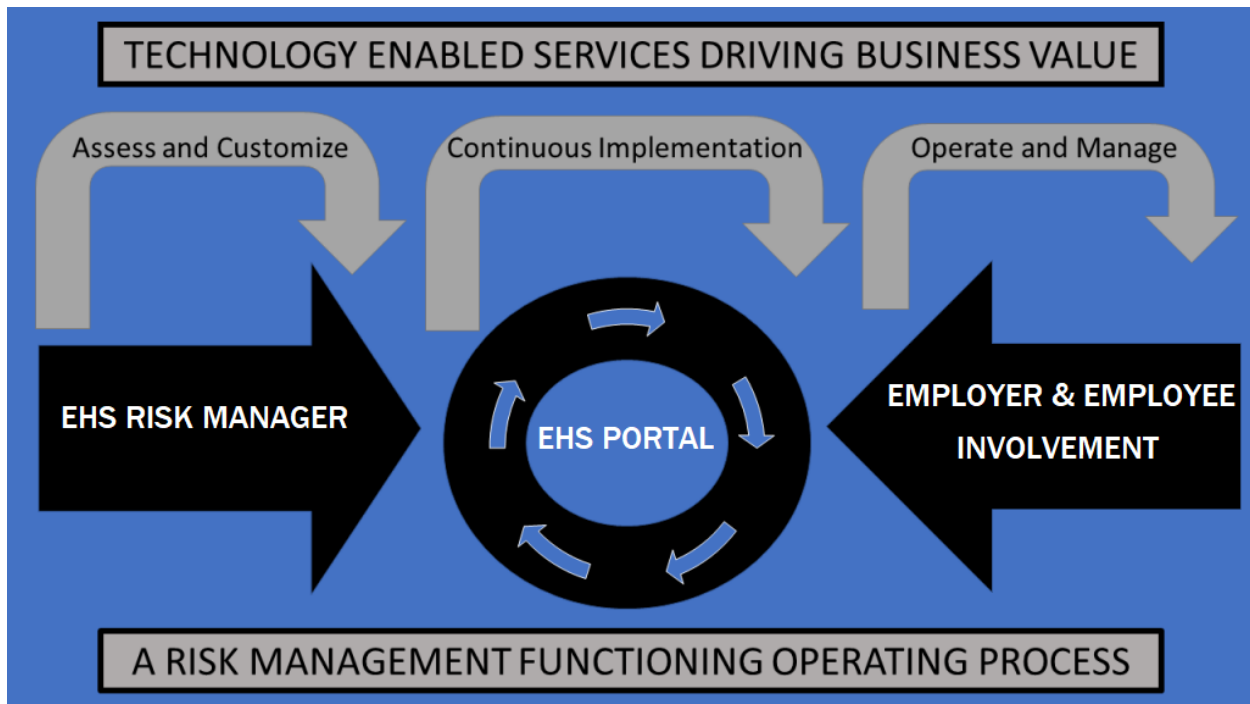 TECHNOLOGY ENABLED SERVICES DRIVING BUSINESS VALUE
Assess and Customize
Continuous Implementation
Operate and Manage
EHS RISK MANAGER
EHS PORTAL
EMPLOYER & EMPLOYEE
INVOLVEMENT
A RISK MANAGEMENT FUNCTIONING OPERATING PROCESS